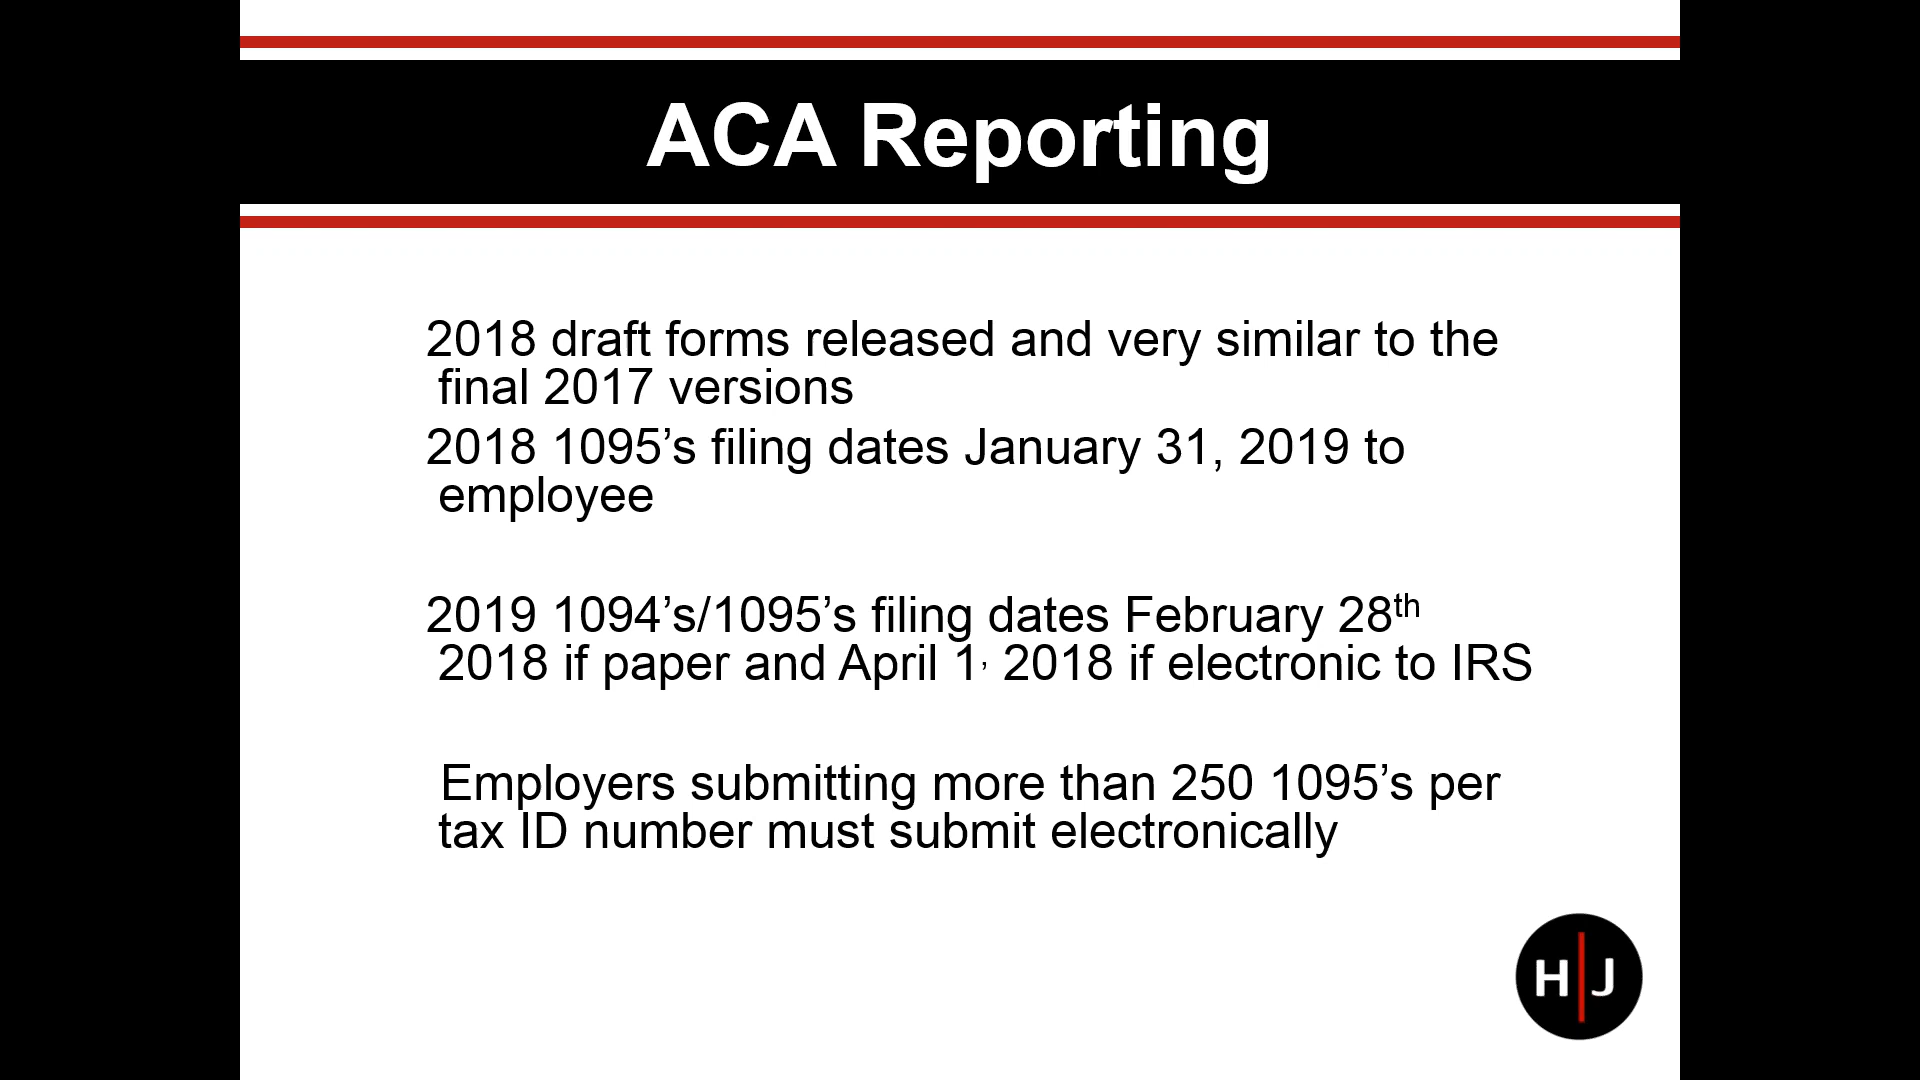 ACA Reporting
2018 draft forms released and very similar to the
final 2017 versions
2018 1095’s filing dates January 31, 2019 to
employee
2019 1094’s/1095’s filing dates February 28th
2018 if paper and April 1, 2018 if electronic to IRS
Employers submitting more than 250 1095’s per
tax ID number must submit electronically
H|J